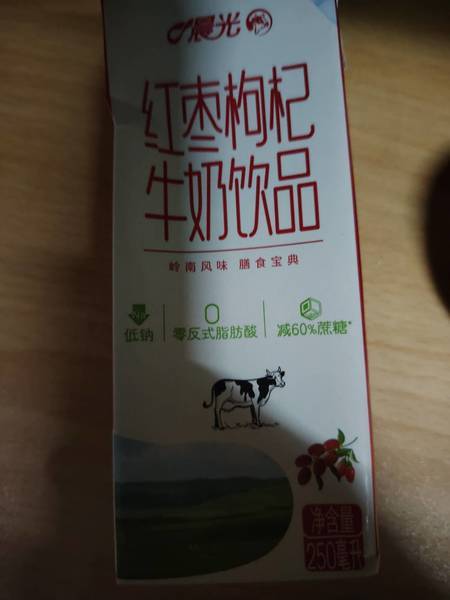 晨光
红枣枸杞
牛奶饮品
岭南风味 膳食宝典
低钠
0
零反式脂肪酸
减60%蔗糖*
净含量
250毫升